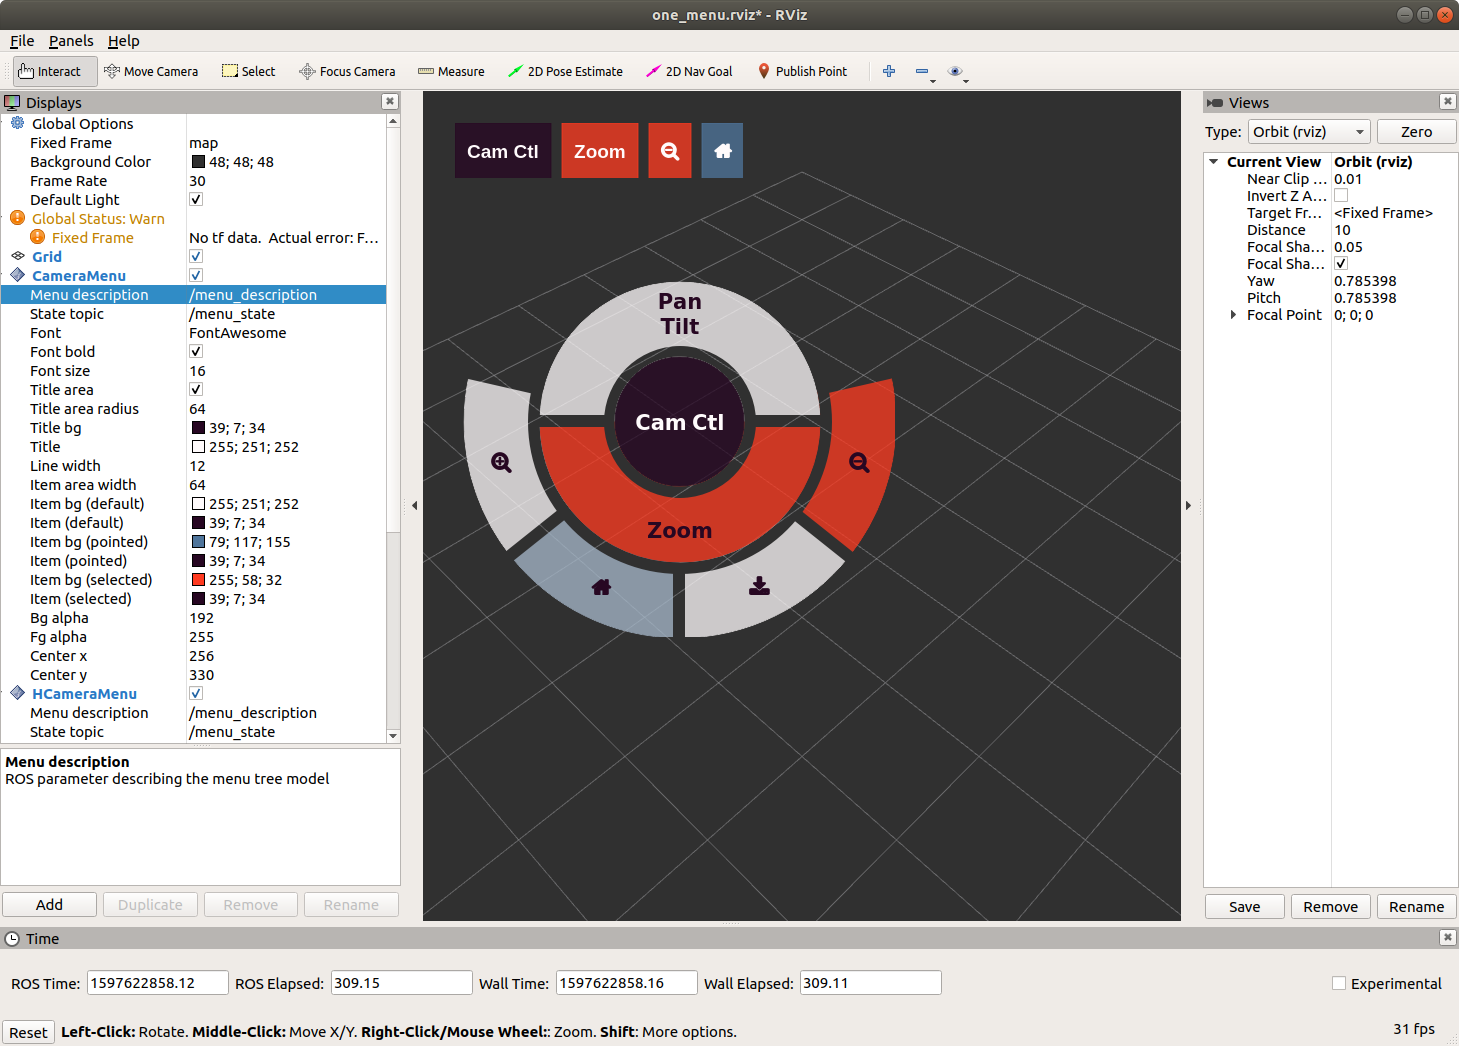 one_menu.rviz* - RViz
File Panels Help
Interact Move Camera Select Focus Camera Measure 2D Pose Estimate 2D Nav Goal Publish Point
Displays
Global Options
Fixed Frame map
Background Color 48; 48; 48
Frame Rate 30
Default Light
Global Status: Warn
Fixed Frame No tf data. Actual error: F...
Grid
CameraMenu
Menu description /menu_description
State topic /menu_state
Font FontAwesome
Font bold
Font size 16
Title area
Title area radius 64
Title bg 39; 7; 34
Title 255; 251; 252
Line width 12
Item area width 64
Item bg (default) 255; 251; 252
Item (default) 39; 7; 34
Item bg (pointed) 79; 117; 155
Item (pointed) 39; 7; 34
Item bg (selected) 255; 58; 32
Item (selected) 39; 7; 34
Bg alpha 192
Fg alpha 255
Center x 256
Center y 330
HCameraMenu
Menu description /menu_description
State topic /menu_state
Menu description
ROS parameter describing the menu tree model
Add Duplicate Remove Rename
Cam Ctl Zoom
Pan
Tilt
Cam Ctl
Zoom
Views
Type: Orbit (rviz) Zero
Current View Orbit (rviz)
Near Clip ... 0.01
Invert Z A...
Target Fr... <Fixed Frame>
Distance 10
Focal Sha... 0.05
Focal Sha...
Yaw 0.785398
Pitch 0.785398
Focal Point 0; 0; 0
Save Remove Rename
Time
ROS Time: 1597622858.12 ROS Elapsed: 309.15 Wall Time: 1597622858.16 Wall Elapsed: 309.11 Experimental
Reset Left-Click: Rotate. Middle-Click: Move X/Y. Right-Click/Mouse Wheel:: Zoom. Shift: More options. 31 fps